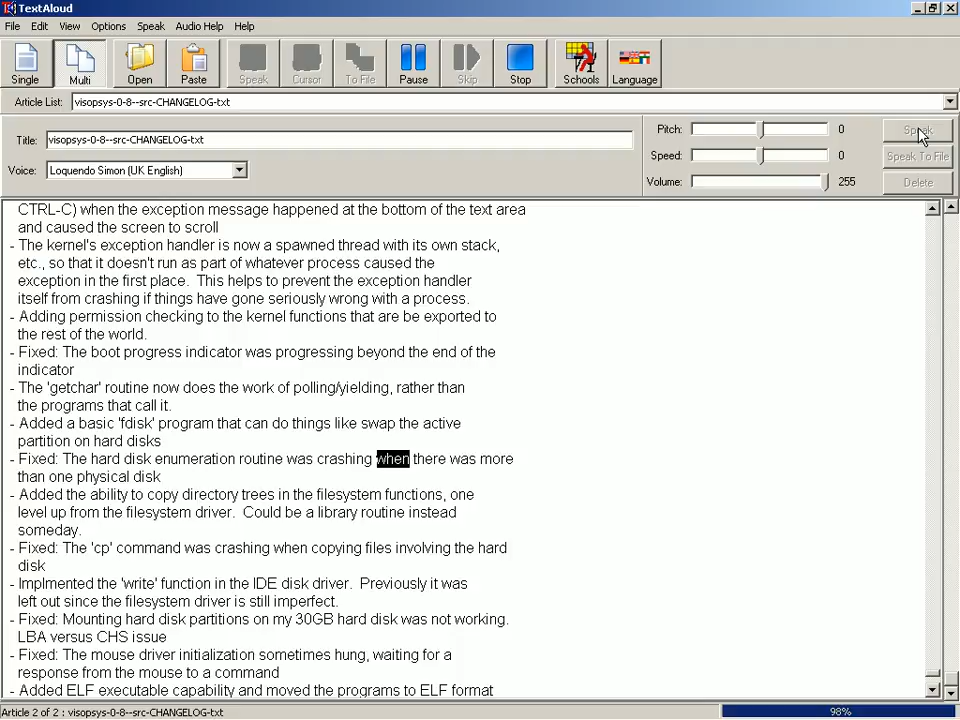 TextAloud
File Edit View Options Speak Audio Help Help
Single Multi Open Paste Speak Cursor To File Pause Skip Stop Schools Language
Article List: visopsys-0-8--src-CHANGELOG-txt
Title: visopsys-0-8--src-CHANGELOG-txt
Voice: Loquendo Simon (UK English)
Pitch: 0 Speak
Speed: 0 Speak To File
Volume: 255 Delete
CTRL-C) when the exception message happened at the bottom of the text area
and caused the screen to scroll
- The kernel's exception handler is now a spawned thread with its own stack,
etc., so that it doesn't run as part of whatever process caused the
exception in the first place.  This helps to prevent the exception handler
itself from crashing if things have gone seriously wrong with a process.
- Adding permission checking to the kernel functions that are be exported to
the rest of the world.
- Fixed: The boot progress indicator was progressing beyond the end of the
indicator
- The 'getchar' routine now does the work of polling/yielding, rather than
the programs that call it.
- Added a basic 'fdisk' program that can do things like swap the active
partition on hard disks
- Fixed: The hard disk enumeration routine was crashing when there was more
than one physical disk
- Added the ability to copy directory trees in the filesystem functions, one
level up from the filesystem driver.  Could be a library routine instead
someday.
- Fixed: The 'cp' command was crashing when copying files involving the hard
disk
- Implmented the 'write' function in the IDE disk driver.  Previously it was
left out since the filesystem driver is still imperfect.
- Fixed: Mounting hard disk partitions on my 30GB hard disk was not working.
LBA versus CHS issue
- Fixed: The mouse driver initialization sometimes hung, waiting for a
response from the mouse to a command
- Added ELF executable capability and moved the programs to ELF format
Article 2 of 2 : visopsys-0-8--src-CHANGELOG-txt 98%